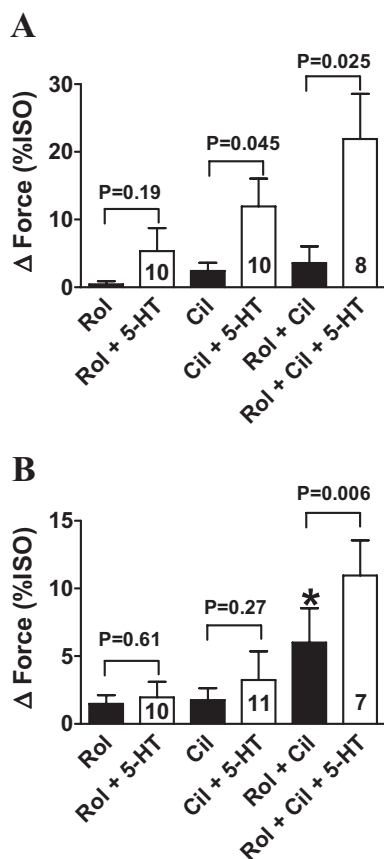 A
P=0.025
P=0.045
P=0.19
Δ Force (%ISO)
30
20
10
0
10
10
8
Rol
Rol + 5-HT
Cil
Cil + 5-HT
Rol + Cil
Rol + Cil + 5-HT
B
P=0.006
P=0.27
P=0.61
*
Δ Force (%ISO)
15
10
5
0
10
11
7
Rol
Rol + 5-HT
Cil
Cil + 5-HT
Rol + Cil
Rol + Cil + 5-HT